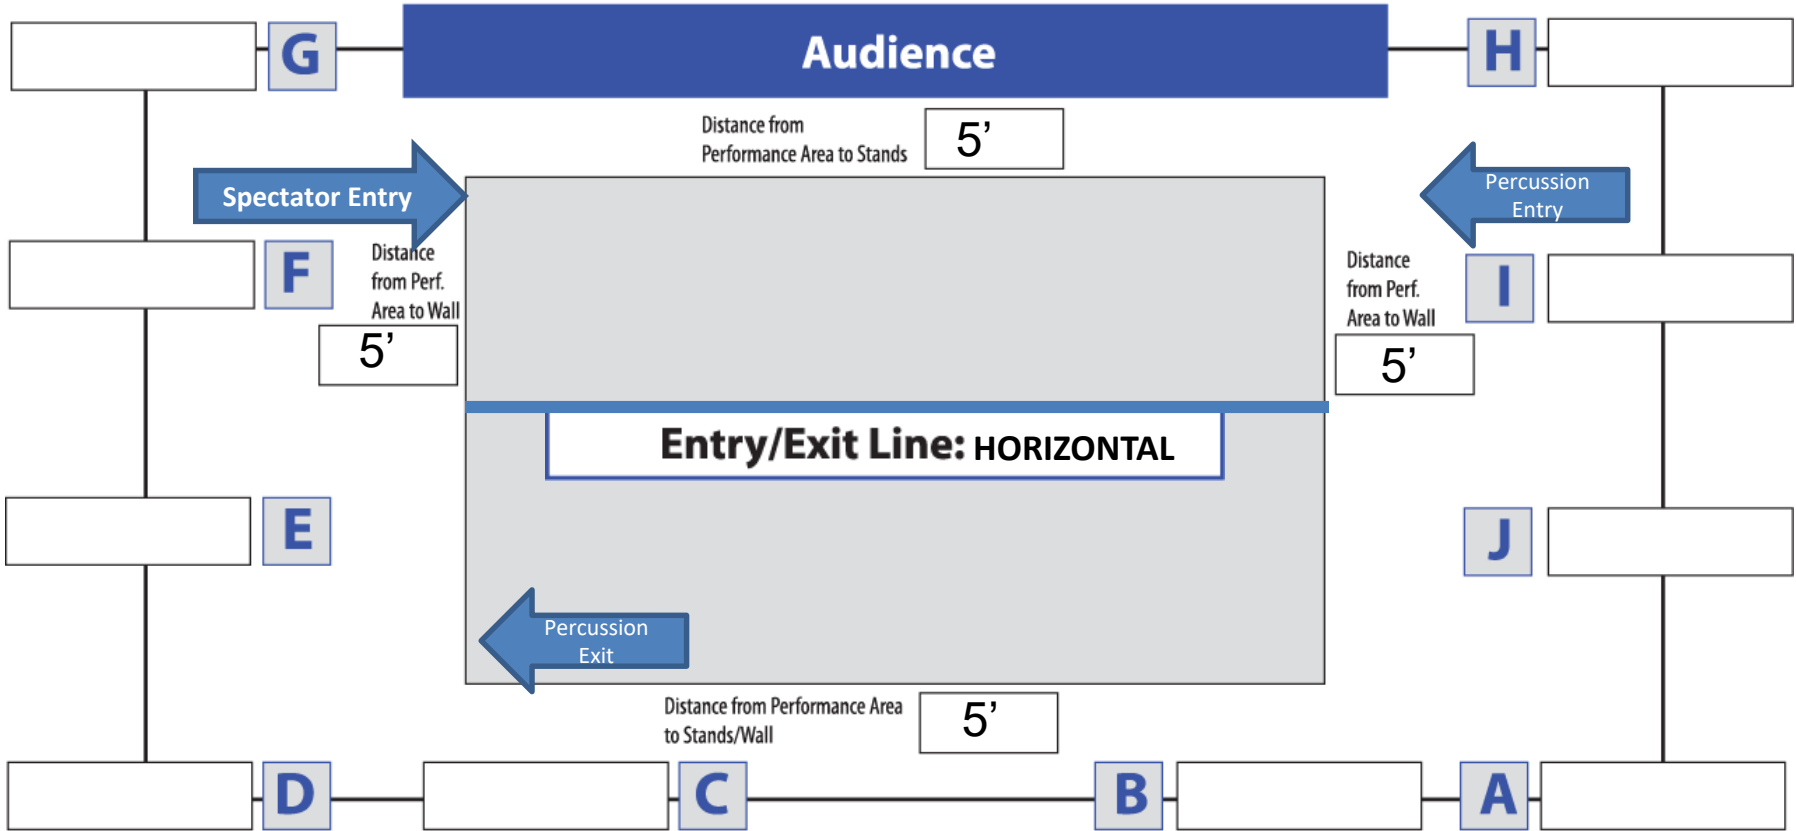 G
Audience
H
Distance from
Performance Area to Stands
5’
Spectator Entry
Percussion
Entry
F
Distance
from Perf.
Area to Wall
5’
Distance
from Perf.
Area to Wall
5’
I
Entry/Exit Line: HORIZONTAL
E
J
Percussion
Exit
Distance from Performance Area
to Stands/Wall
5’
D
C
B
A